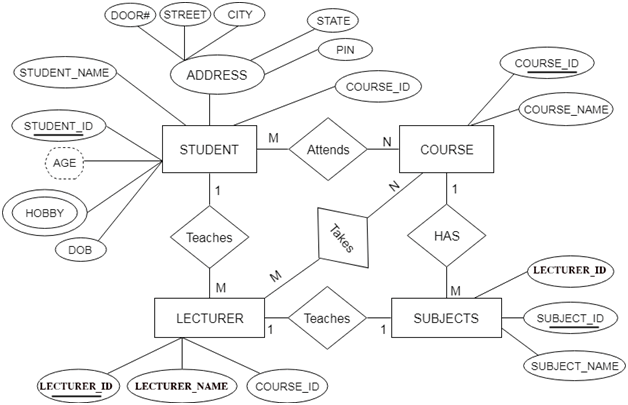 DOOR#
STREET
CITY
STATE
PIN
ADDRESS
STUDENT_NAME
COURSE_ID
COURSE_ID
COURSE_NAME
STUDENT_ID
AGE
HOBBY
DOB
STUDENT
M
Attends
N
COURSE
1
Teaches
M
N
Takes
M
1
HAS
M
LECTURER
1
Teaches
1
SUBJECTS
LECTURER_ID
SUBJECT_ID
SUBJECT_NAME
LECTURER_ID
LECTURER_NAME
COURSE_ID